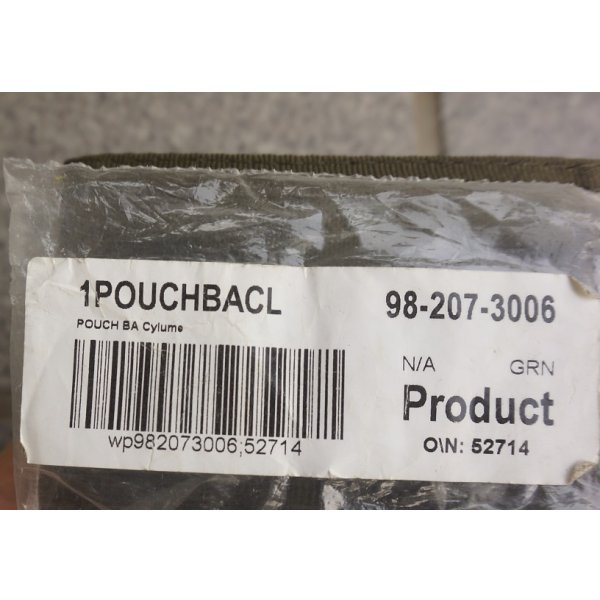 1POUCHBACL
POUCH BA Cylume
wp982073006;52714
98-207-3006
N/A GRN
Product
O\N: 52714